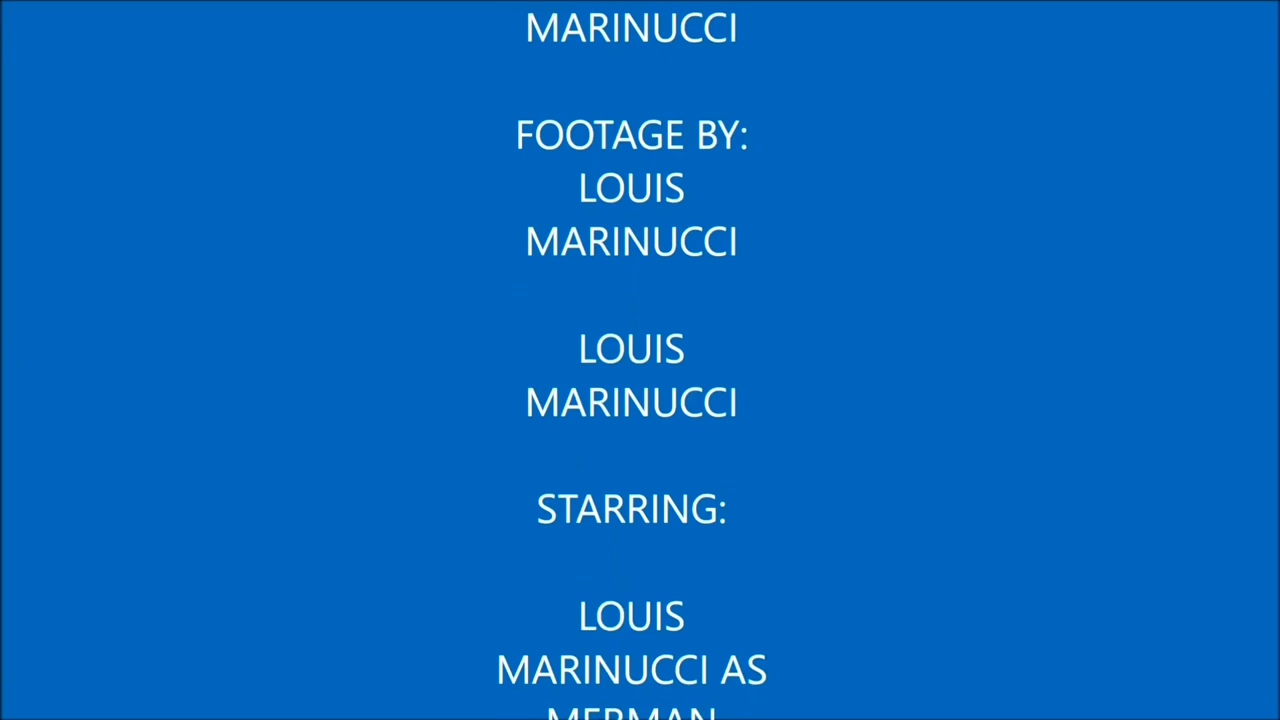 MARINUCCI
FOOTAGE BY:
LOUIS
MARINUCCI
LOUIS
MARINUCCI
STARRING:
LOUIS
MARINUCCI AS
MERMAN